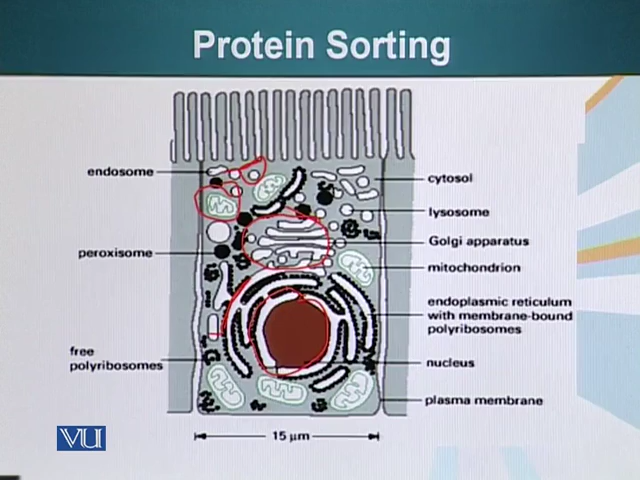 Protein Sorting
endosome
cytosol
lysosome
Golgi apparatus
peroxisome
mitochondrion
endoplasmic reticulum
with membrane-bound
polyribosomes
free
polyribosomes
nucleus
plasma membrane
15 μm
VU